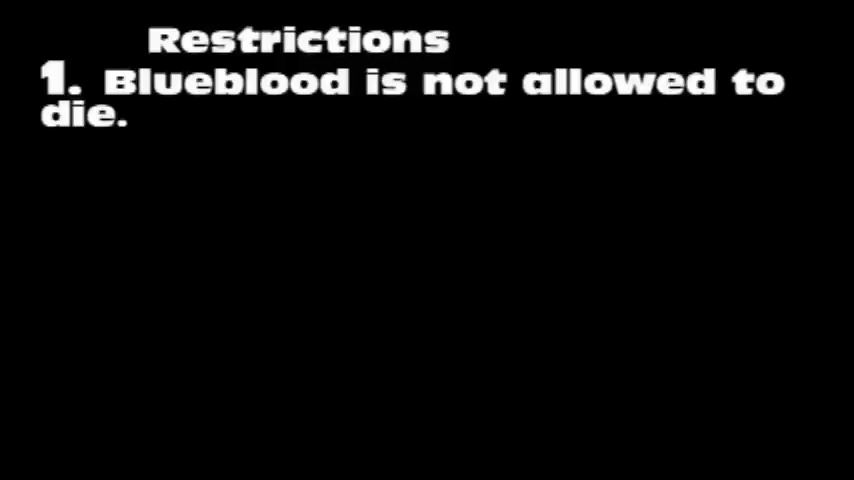 Restrictions
1. Blueblood is not allowed to
die.